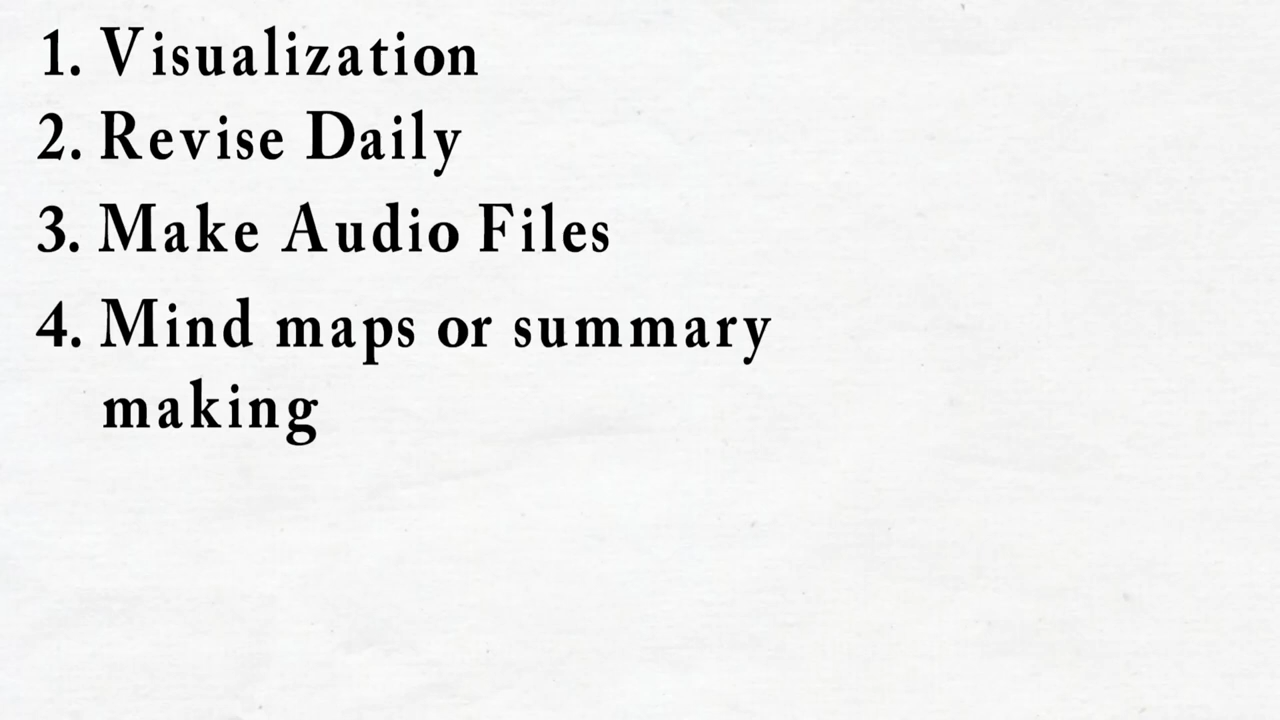 1. Visualization
2. Revise Daily
3. Make Audio Files
4. Mind maps or summary
making